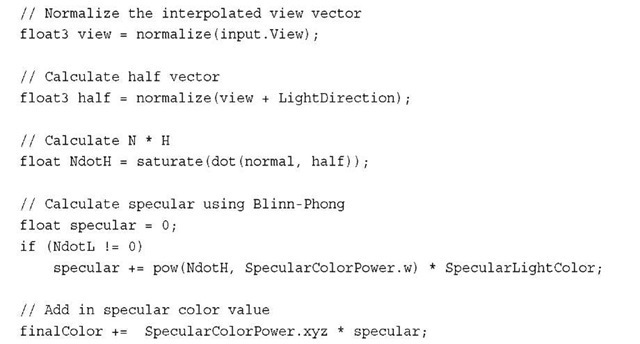 // Normalize the interpolated view vector
float3 view = normalize(input.View);
// Calculate half vector
float3 half = normalize(view + LightDirection);
// Calculate N * H
float NdotH = saturate(dot(normal, half));
// Calculate specular using Blinn-Phong
float specular = 0;
if (NdotL != 0)
    specular += pow(NdotH, SpecularColorPower.w) * SpecularLightColor;
// Add in specular color value
finalColor +=  SpecularColorPower.xyz * specular;